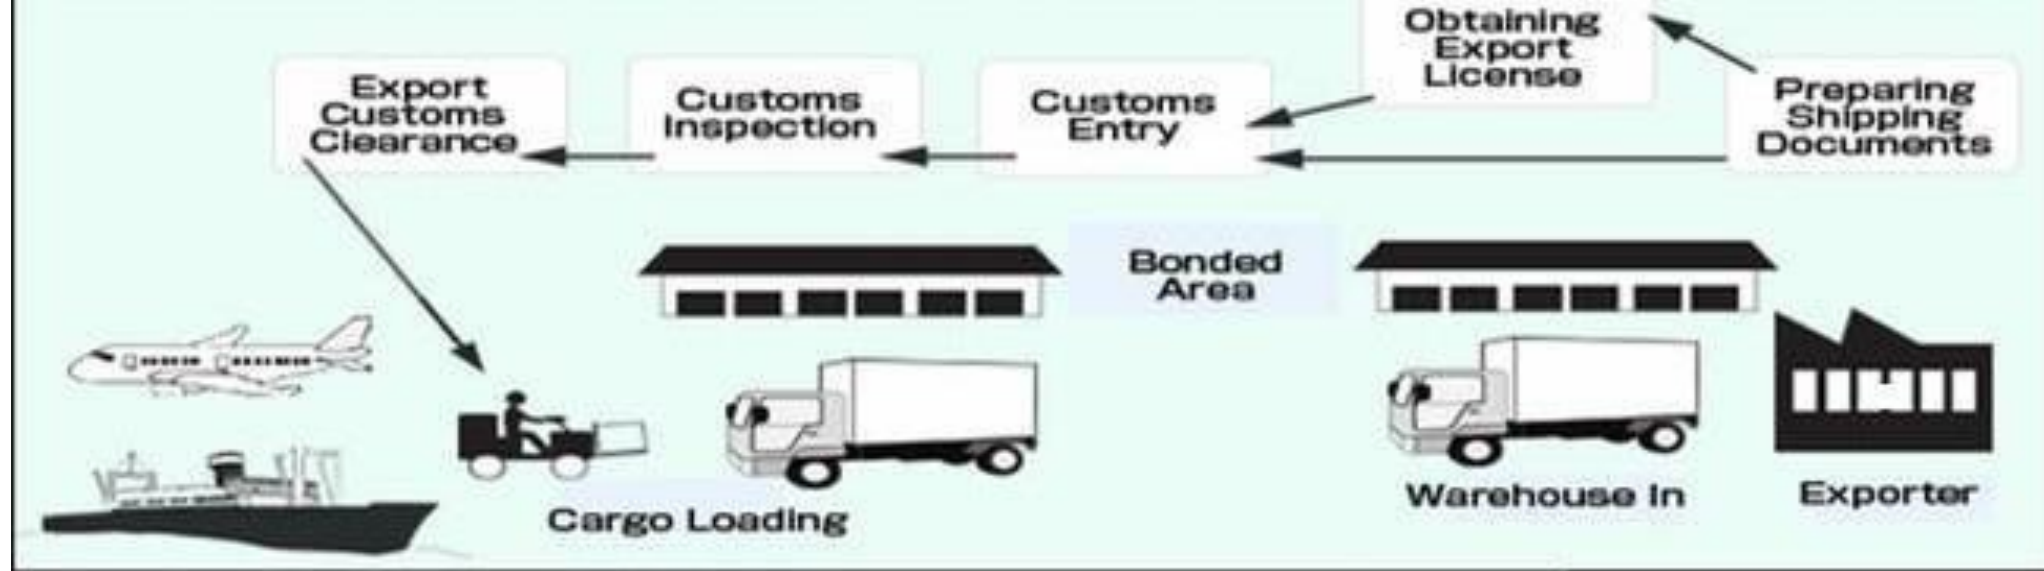 Obtaining
Export
License
Preparing
Shipping
Documents
Export
Customs
Clearance
Customs
Inspection
Customs
Entry
Bonded
Area
Cargo Loading
Warehouse In
Exporter